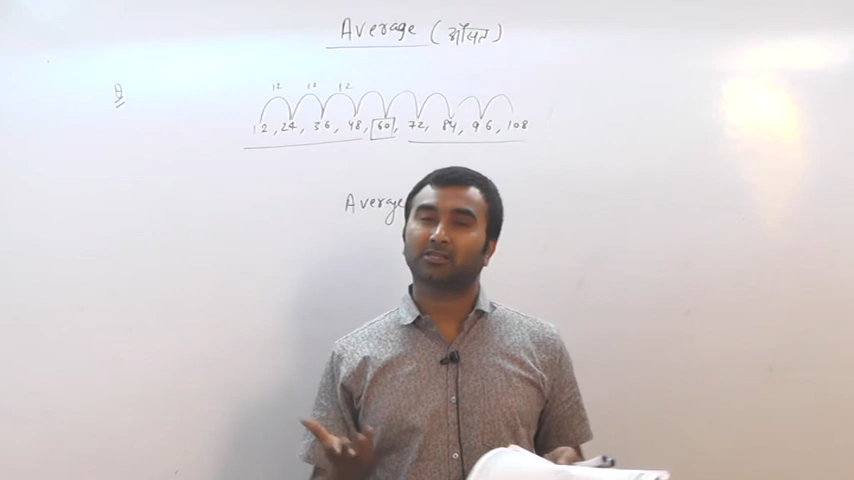 Average (औसत)
Q
12 12 12
12, 24, 36, 48, 60, 72, 84, 96, 108
Average